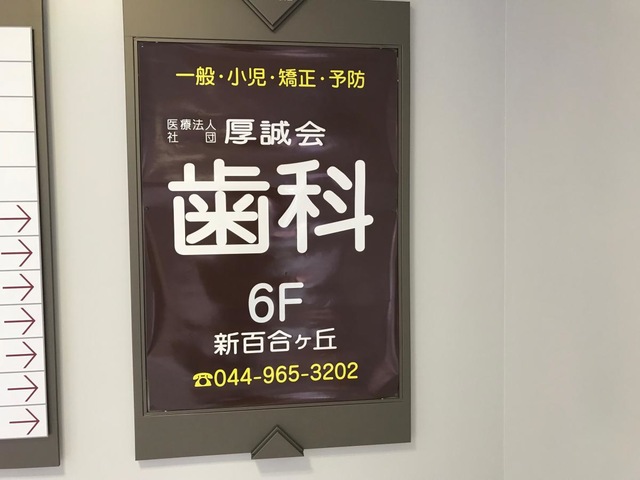 一般・小児・矯正・予防
医療法人社団 厚誠会
歯科
6F
新百合ヶ丘
☎044-965-3202